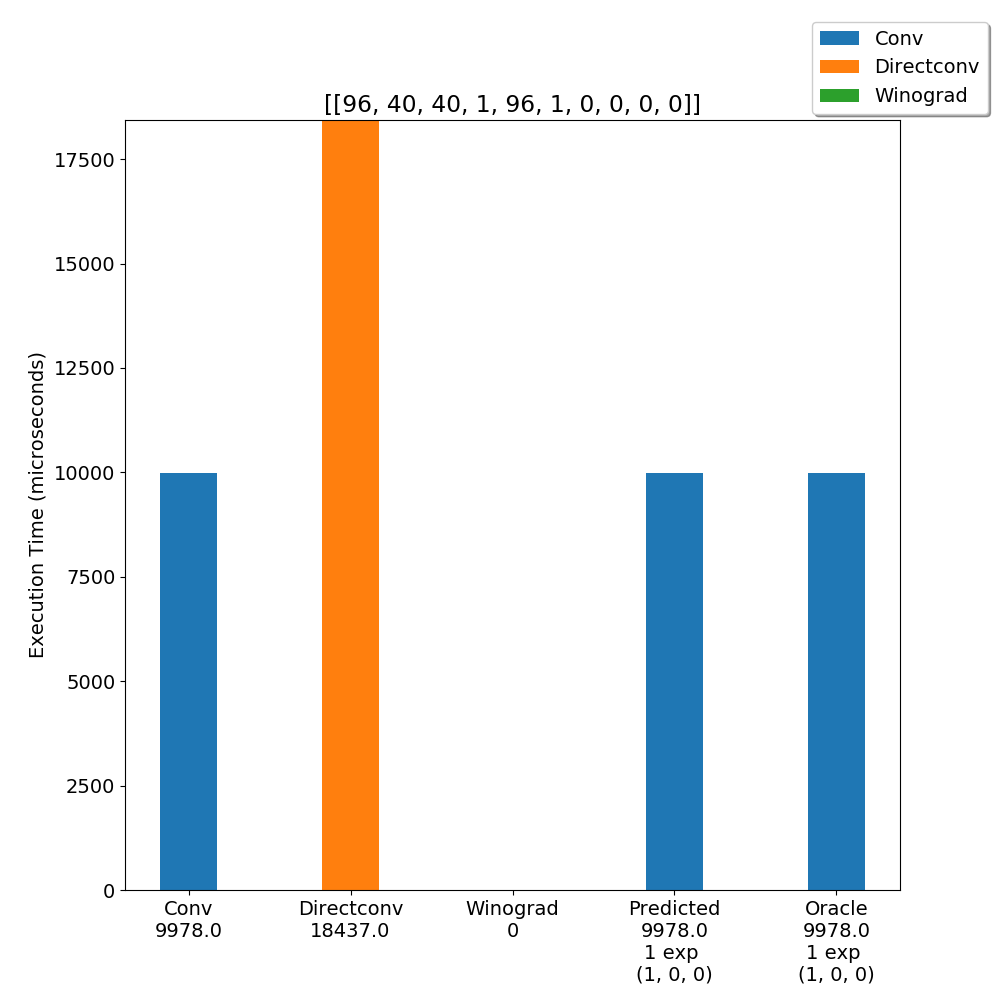 Conv
Directconv
Winograd
[[96, 40, 40, 1, 96, 1, 0, 0, 0, 0]]
Execution Time (microseconds)
17500
15000
12500
10000
7500
5000
2500
0
Conv
9978.0
Directconv
18437.0
Winograd
0
Predicted
9978.0
1 exp
(1, 0, 0)
Oracle
9978.0
1 exp
(1, 0, 0)